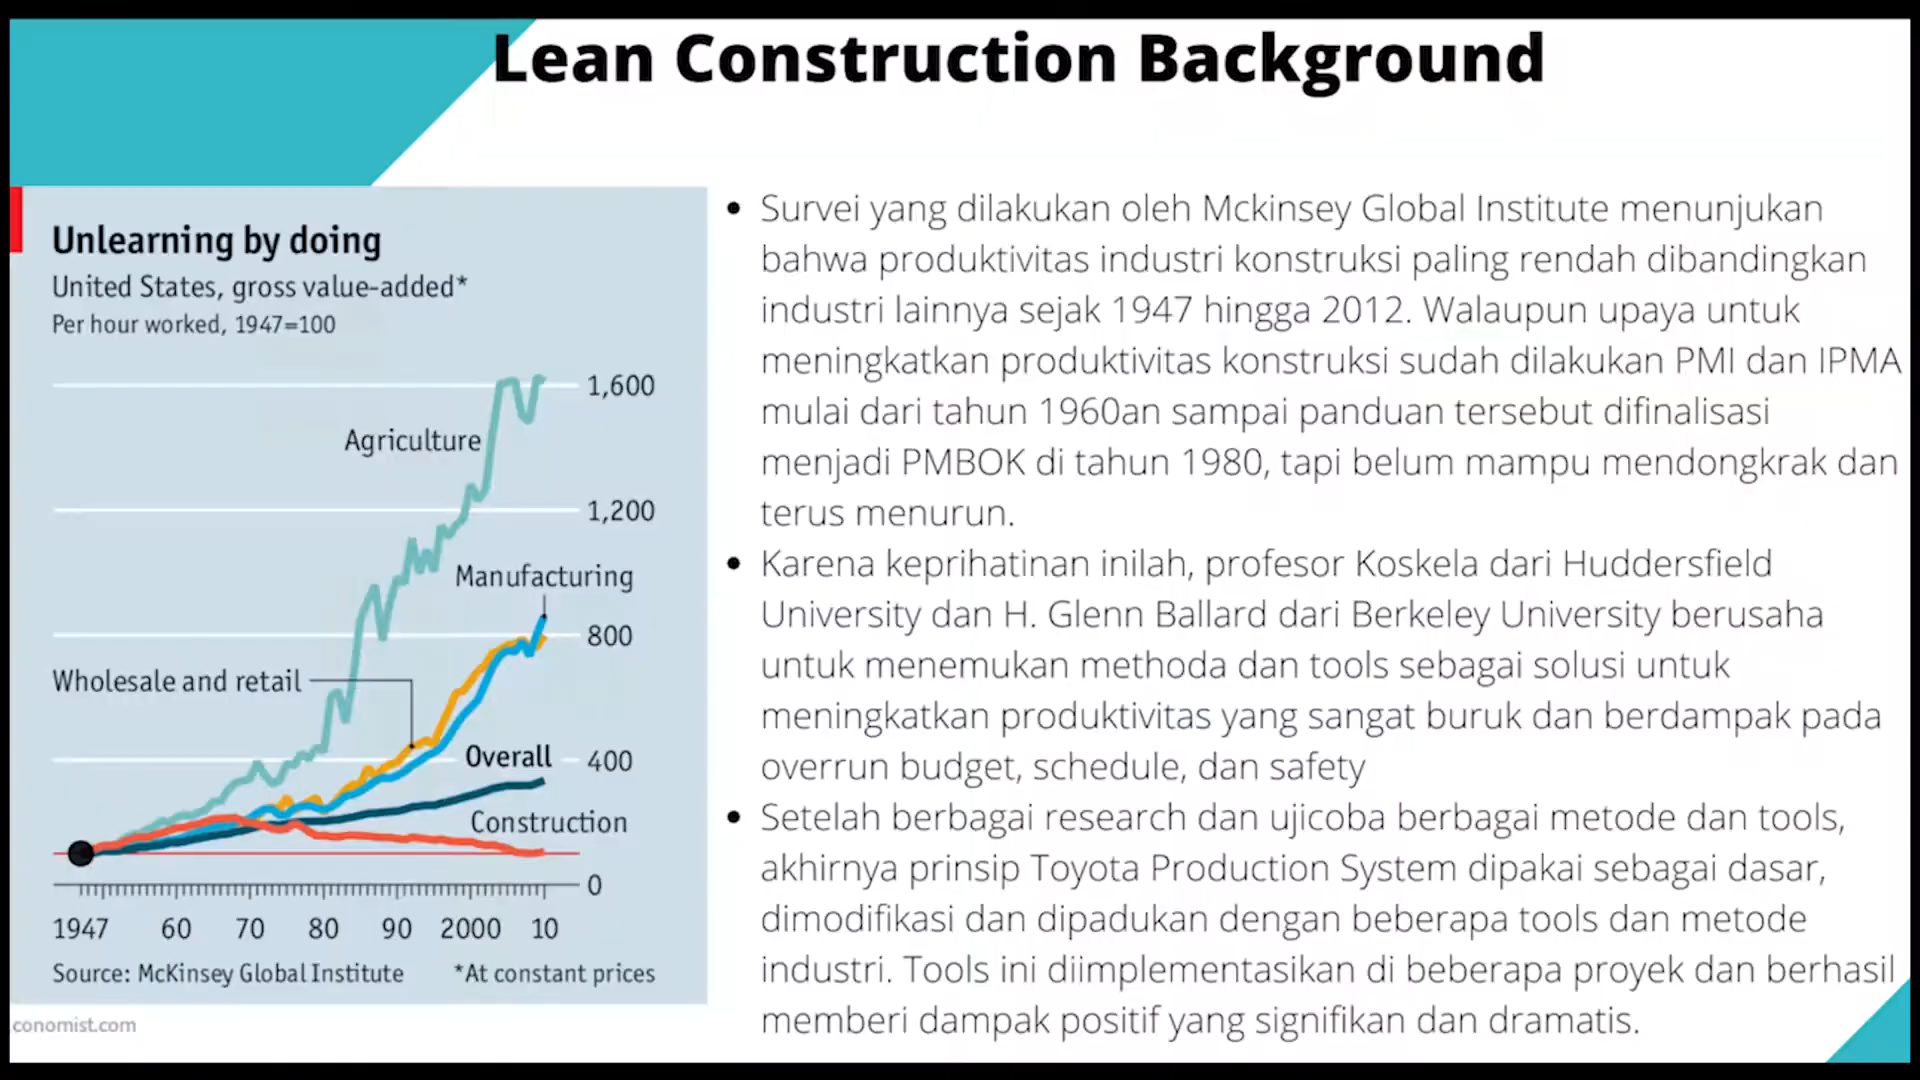 Lean Construction Background
Unlearning by doing
United States, gross value-added*
Per hour worked, 1947=100
1,600
Agriculture
1,200
Manufacturing
800
Wholesale and retail
Overall
400
Construction
0
1947 60 70 80 90 2000 10
Source: McKinsey Global Institute *At constant prices
conomist.com
• Survei yang dilakukan oleh Mckinsey Global Institute menunjukan
bahwa produktivitas industri konstruksi paling rendah dibandingkan
industri lainnya sejak 1947 hingga 2012. Walaupun upaya untuk
meningkatkan produktivitas konstruksi sudah dilakukan PMI dan IPMA
mulai dari tahun 1960an sampai panduan tersebut difinalisasi
menjadi PMBOK di tahun 1980, tapi belum mampu mendongkrak dan
terus menurun.
• Karena keprihatinan inilah, profesor Koskela dari Huddersfield
University dan H. Glenn Ballard dari Berkeley University berusaha
untuk menemukan methoda dan tools sebagai solusi untuk
meningkatkan produktivitas yang sangat buruk dan berdampak pada
overrun budget, schedule, dan safety
• Setelah berbagai research dan ujicoba berbagai metode dan tools,
akhirnya prinsip Toyota Production System dipakai sebagai dasar,
dimodifikasi dan dipadukan dengan beberapa tools dan metode
industri. Tools ini diimplementasikan di beberapa proyek dan berhasil
memberi dampak positif yang signifikan dan dramatis.